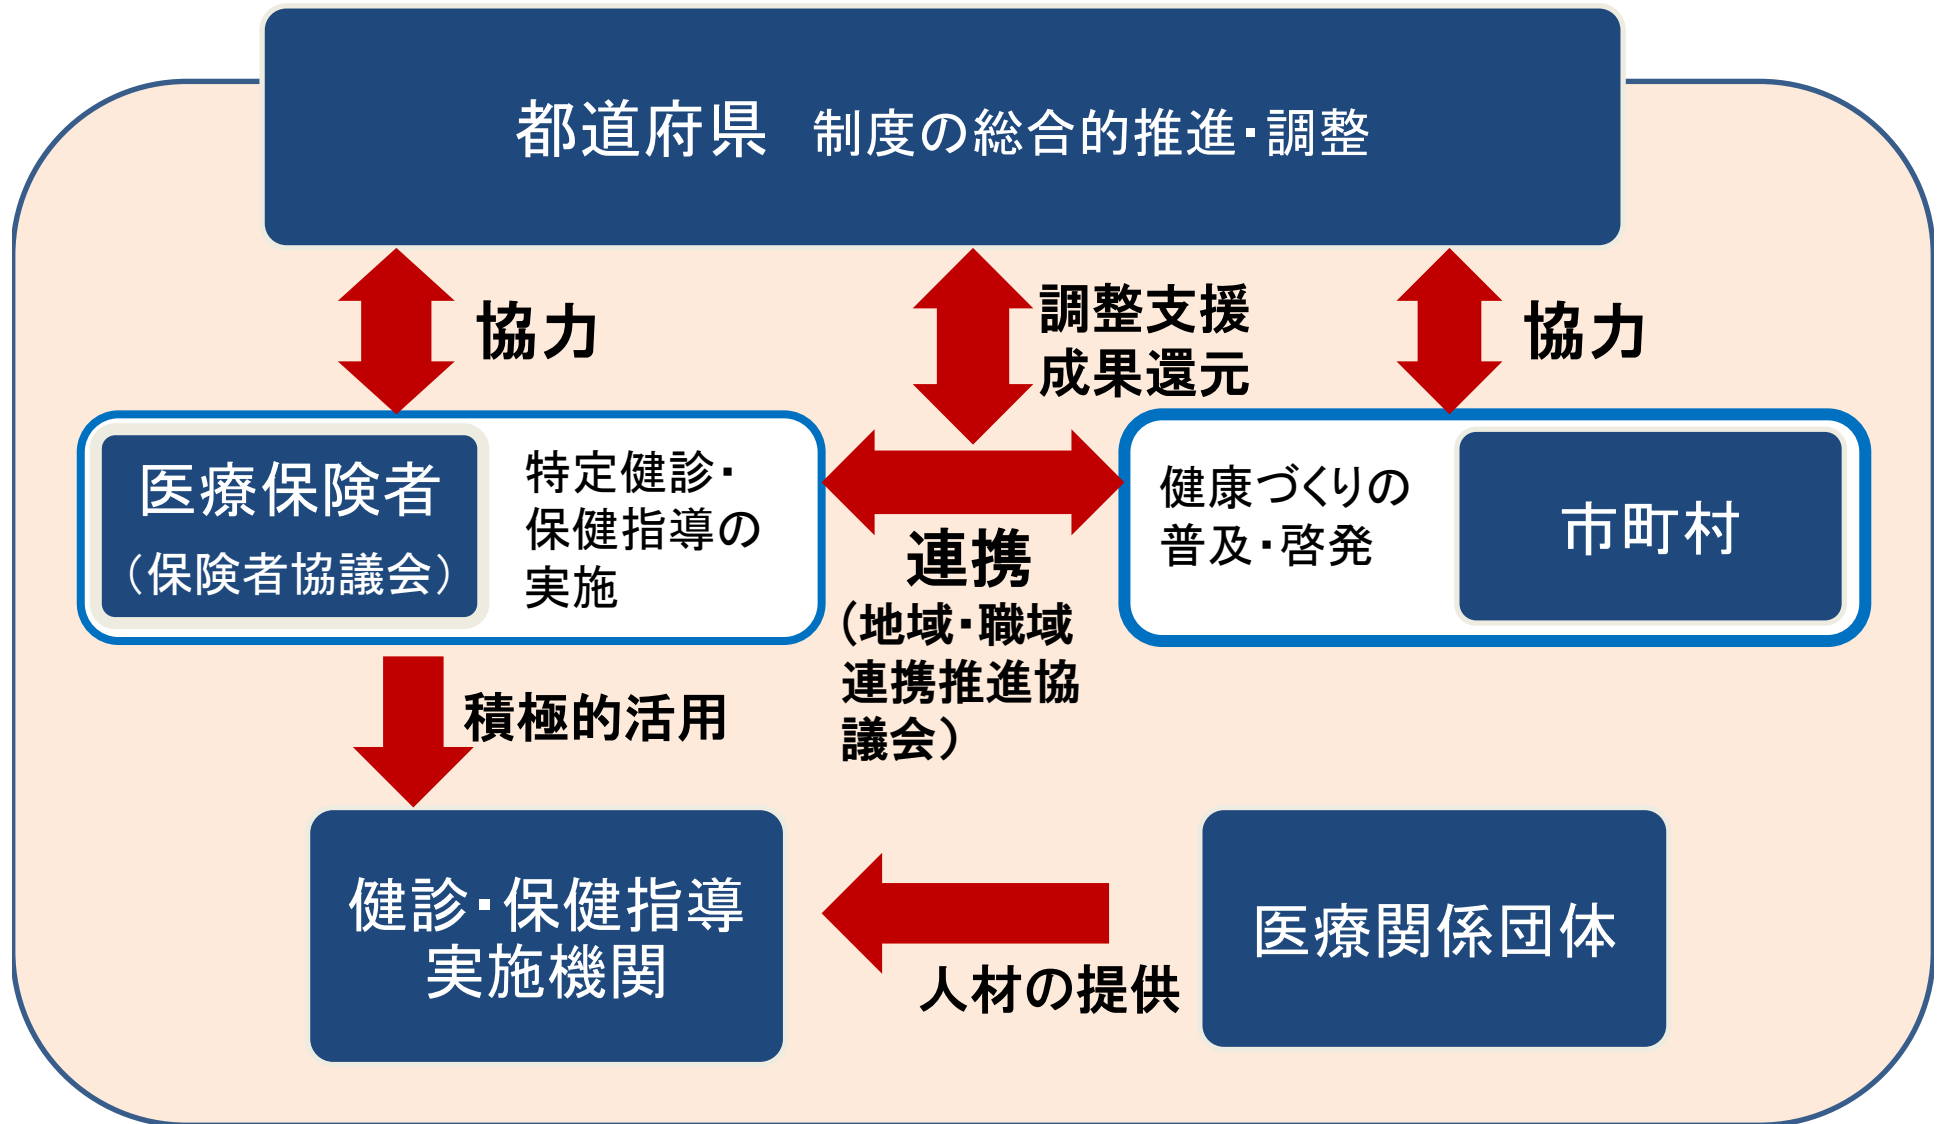 都道府県　制度の総合的推進・調整
協力
調整支援
成果還元
協力
医療保険者
（保険者協議会）
特定健診・
保健指導の
実施
連携
（地域・職域
連携推進協
議会）
健康づくりの
普及・啓発
市町村
積極的活用
健診・保健指導
実施機関
人材の提供
医療関係団体